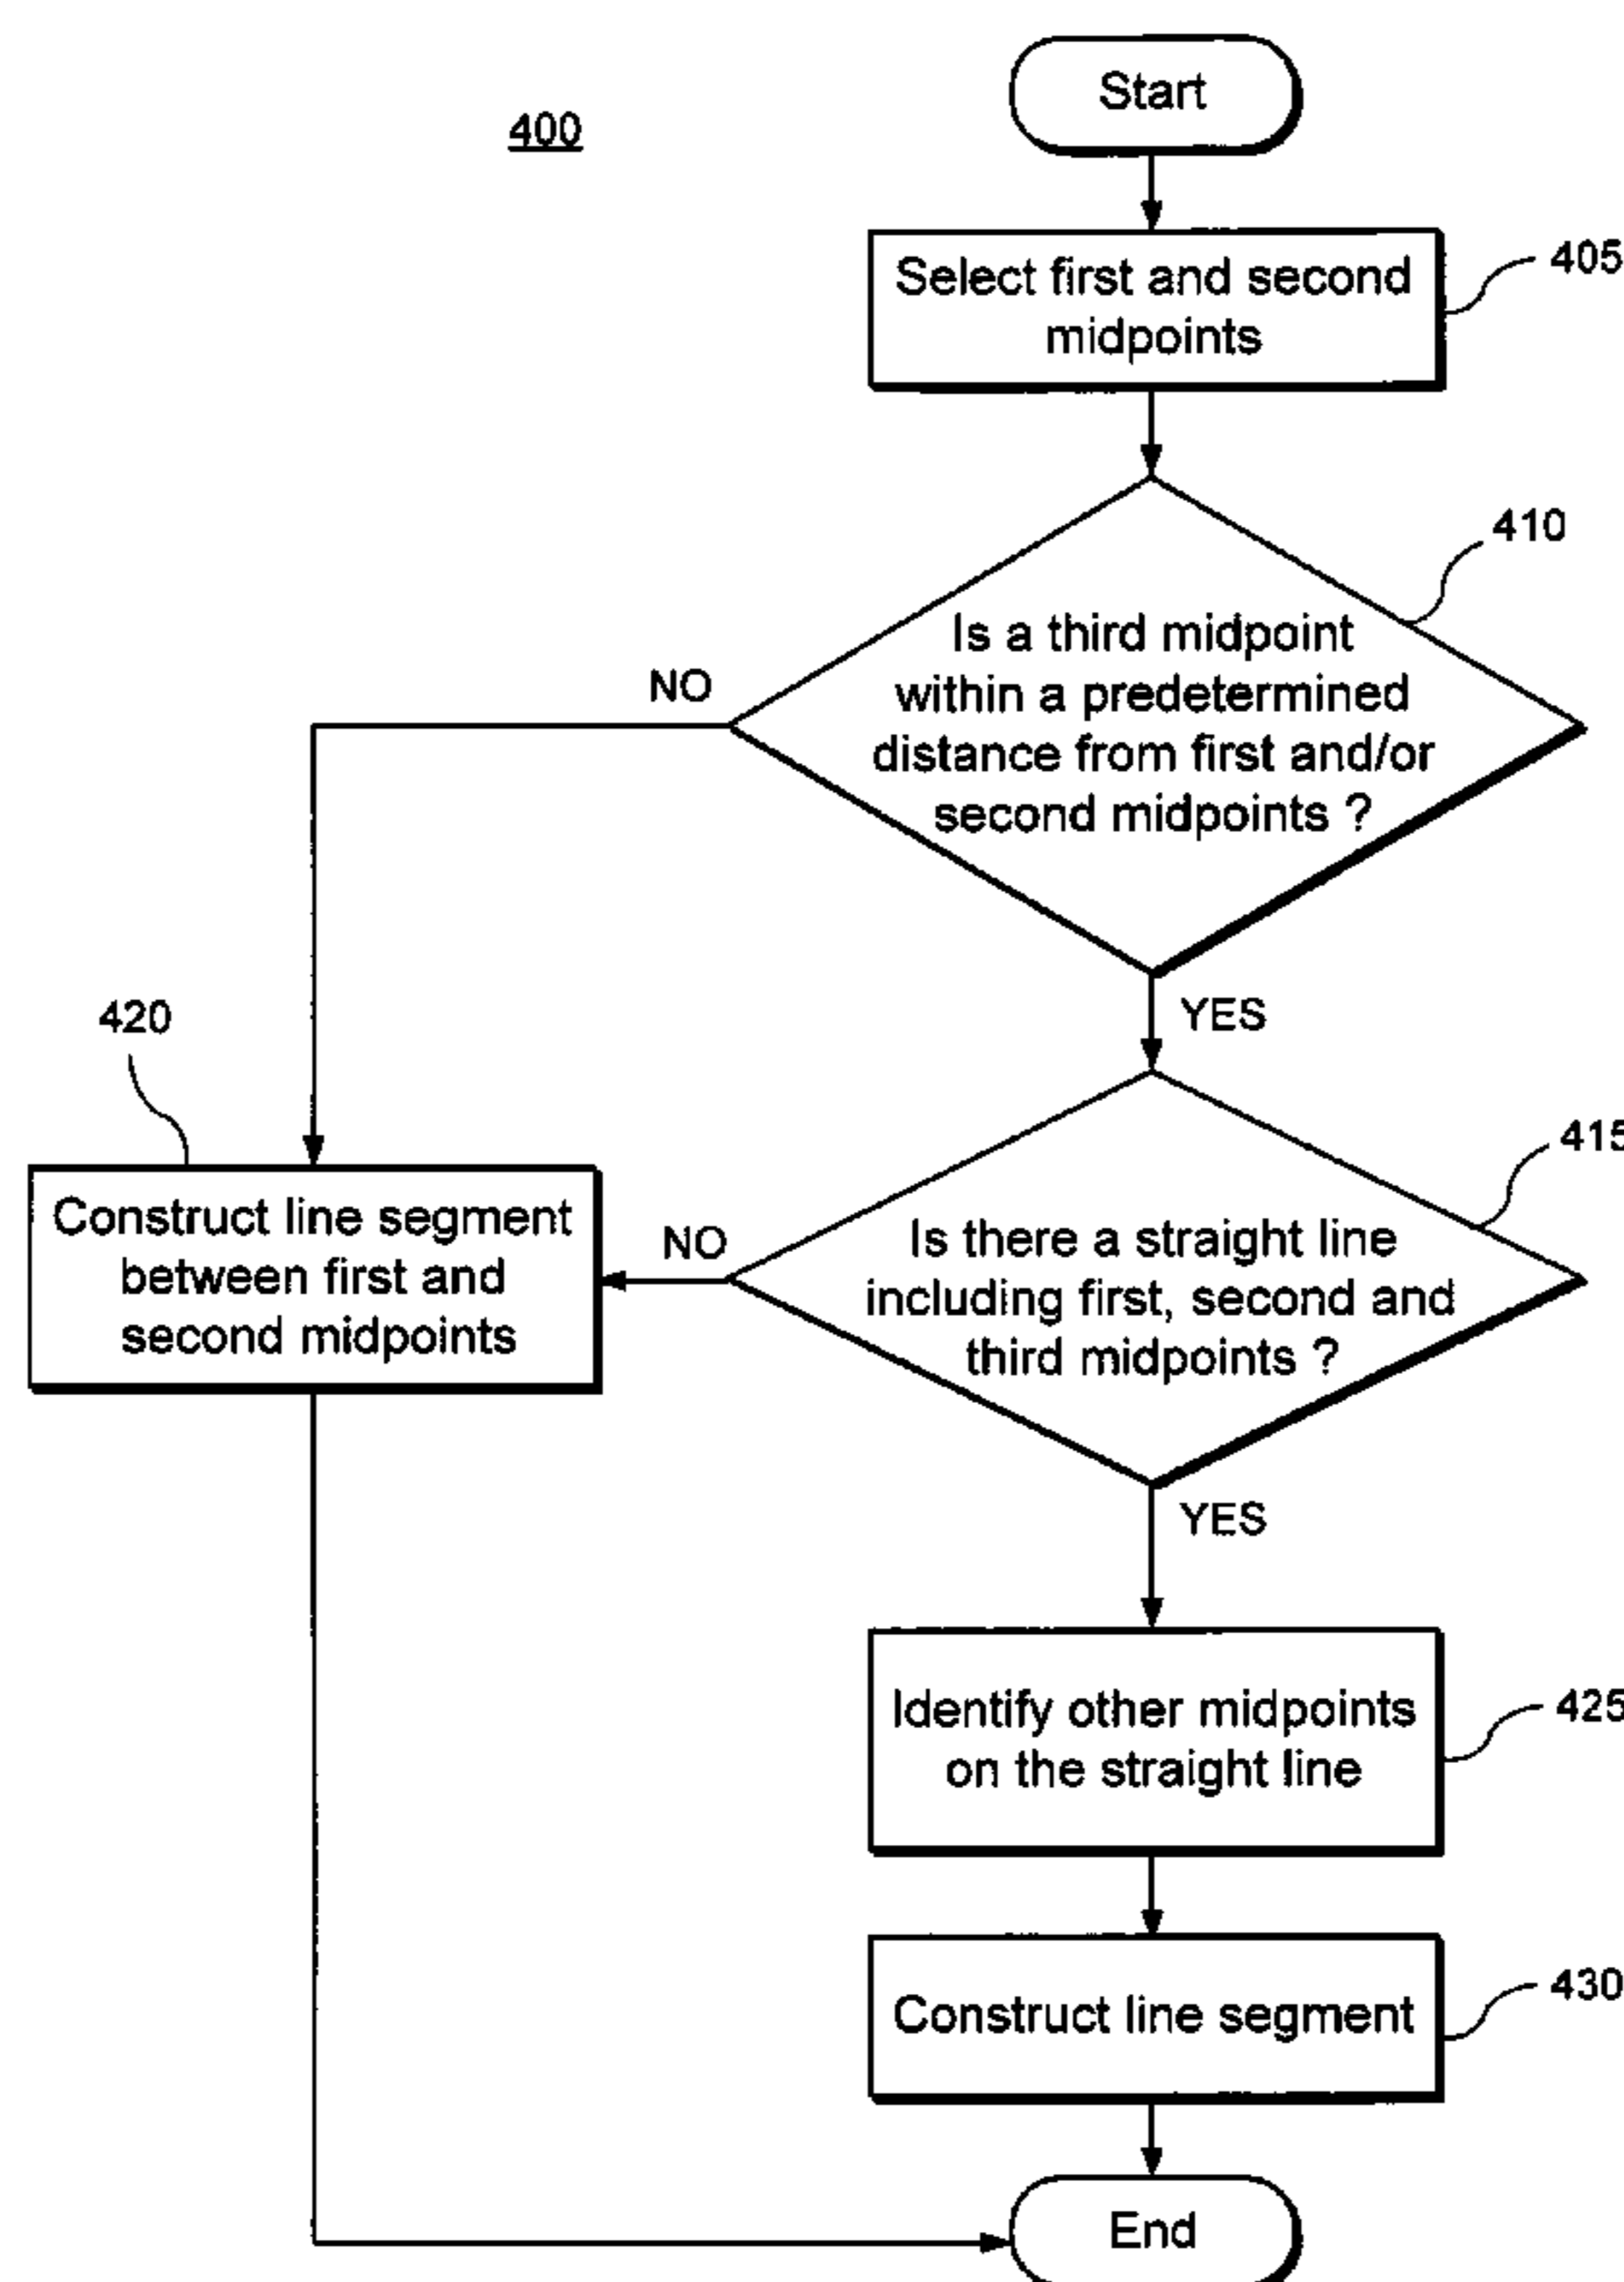 400
Start
Select first and second
midpoints
405
Is a third midpoint
within a predetermined
distance from first and/or
second midpoints ?
410
NO
YES
420
Construct line segment
between first and
second midpoints
NO
Is there a straight line
including first, second and
third midpoints ?
415
YES
Identify other midpoints
on the straight line
425
Construct line segment
430
End